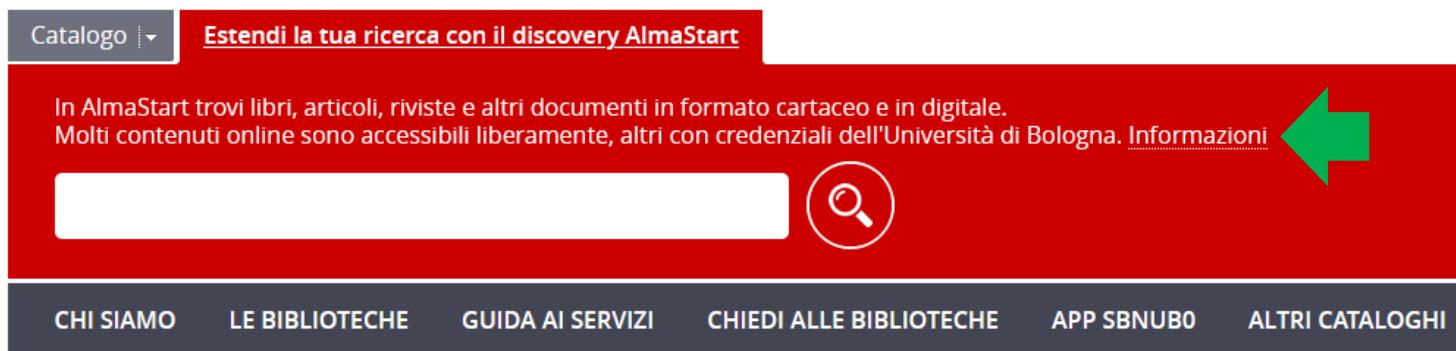 Catalogo
Estendi la tua ricerca con il discovery AlmaStart
In AlmaStart trovi libri, articoli, riviste e altri documenti in formato cartaceo e in digitale.
Molti contenuti online sono accessibili liberamente, altri con credenziali dell'Università di Bologna. Informazioni
CHI SIAMO LE BIBLIOTECHE GUIDA AI SERVIZI CHIEDI ALLE BIBLIOTECHE APP SBNUB0 ALTRI CATALOGHI